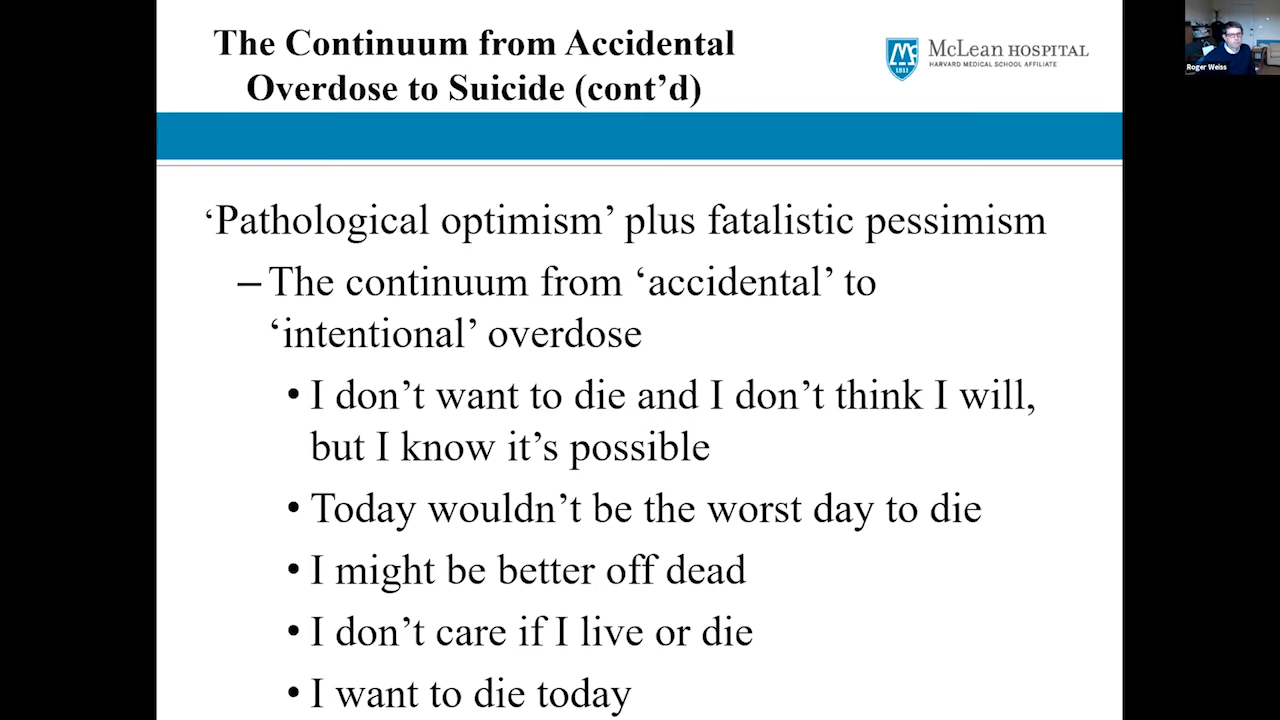 The Continuum from Accidental
Overdose to Suicide (cont’d)
McLean HOSPITAL
HARVARD MEDICAL SCHOOL AFFILIATE
1811
Roger Weiss
‘Pathological optimism’ plus fatalistic pessimism
– The continuum from ‘accidental’ to
‘intentional’ overdose
• I don’t want to die and I don’t think I will,
but I know it’s possible
• Today wouldn’t be the worst day to die
• I might be better off dead
• I don’t care if I live or die
• I want to die today